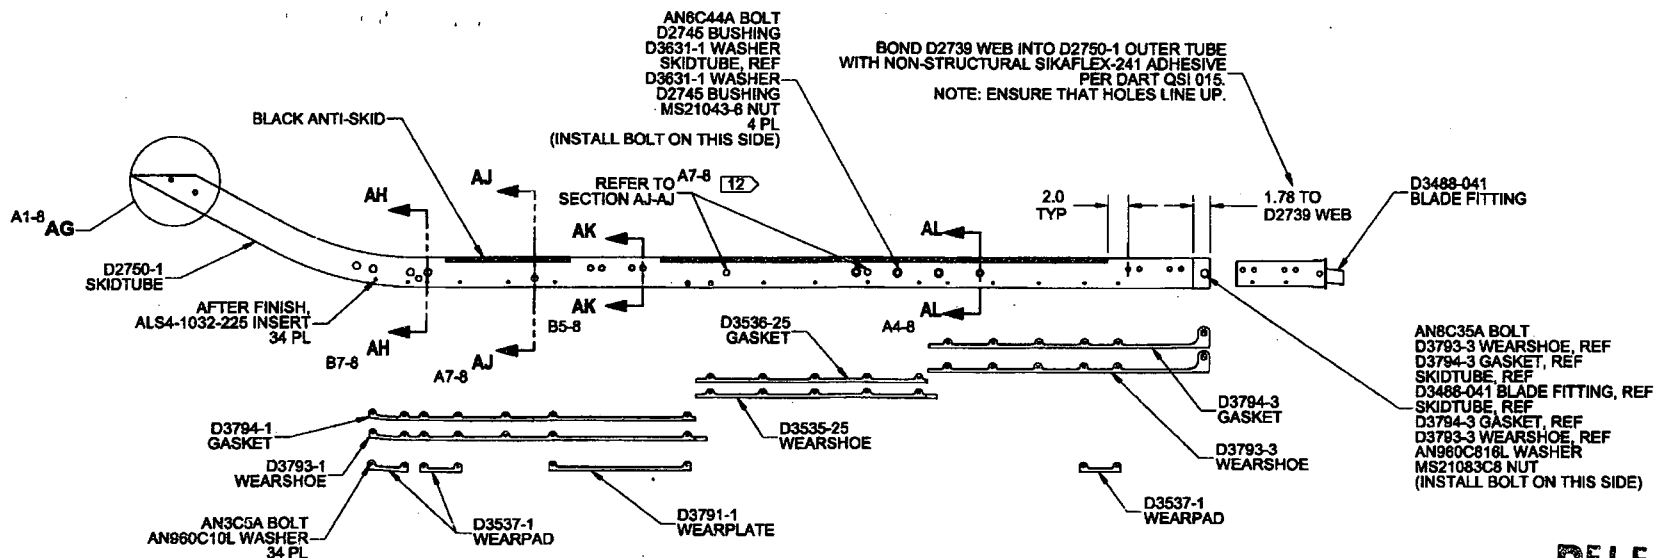 AN6C44A BOLT
D2745 BUSHING
D3631-1 WASHER
SKIDTUBE, REF
D3631-1 WASHER
D2745 BUSHING
MS21043-6 NUT
4 PL
(INSTALL BOLT ON THIS SIDE)
BOND D2739 WEB INTO D2750-1 OUTER TUBE
WITH NON-STRUCTURAL SIKAFLEX-241 ADHESIVE
PER DART QSI 015.
NOTE: ENSURE THAT HOLES LINE UP.
BLACK ANTI-SKID
AH
AJ
REFER TO
SECTION AJ-AJ
A7-8
12
2.0
TYP
1.78 TO
D2739 WEB
D3488-041
BLADE FITTING
A1-8
AG
AK
AL
D2750-1
SKIDTUBE
AFTER FINISH,
ALS4-1032-225 INSERT
34 PL
AH
B7-8
AJ
A7-8
B5-8
AK
AL
A4-8
D3536-25
GASKET
AN8C35A BOLT
D3793-3 WEARSHOE, REF
D3794-3 GASKET, REF
SKIDTUBE, REF
D3488-041 BLADE FITTING, REF
SKIDTUBE, REF
D3794-3 GASKET, REF
D3793-3 WEARSHOE, REF
AN960C816L WASHER
MS21083C8 NUT
(INSTALL BOLT ON THIS SIDE)
D3794-1
GASKET
D3535-25
WEARSHOE
D3794-3
GASKET
D3793-1
WEARSHOE
D3793-3
WEARSHOE
AN3C5A BOLT
AN960C10L WASHER
34 PL
D3537-1
WEARPAD
D3791-1
WEARPLATE
D3537-1
WEARPAD